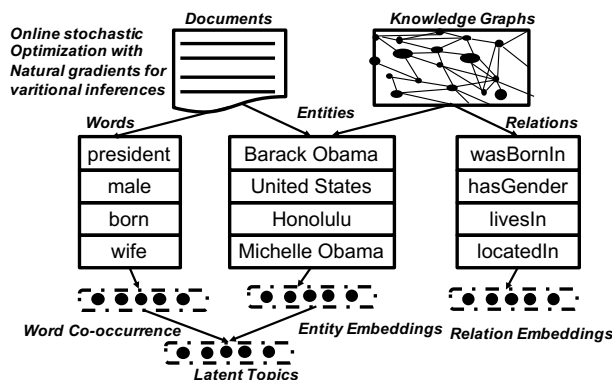 Documents
Knowledge Graphs
Online stochastic
Optimization with
Natural gradients for
varitional inferences
Words
Entities
Relations
president
male
born
wife
Barack Obama
United States
Honolulu
Michelle Obama
wasBornIn
hasGender
livesIn
locatedIn
Word Co-occurrence
Entity Embeddings
Relation Embeddings
Latent Topics